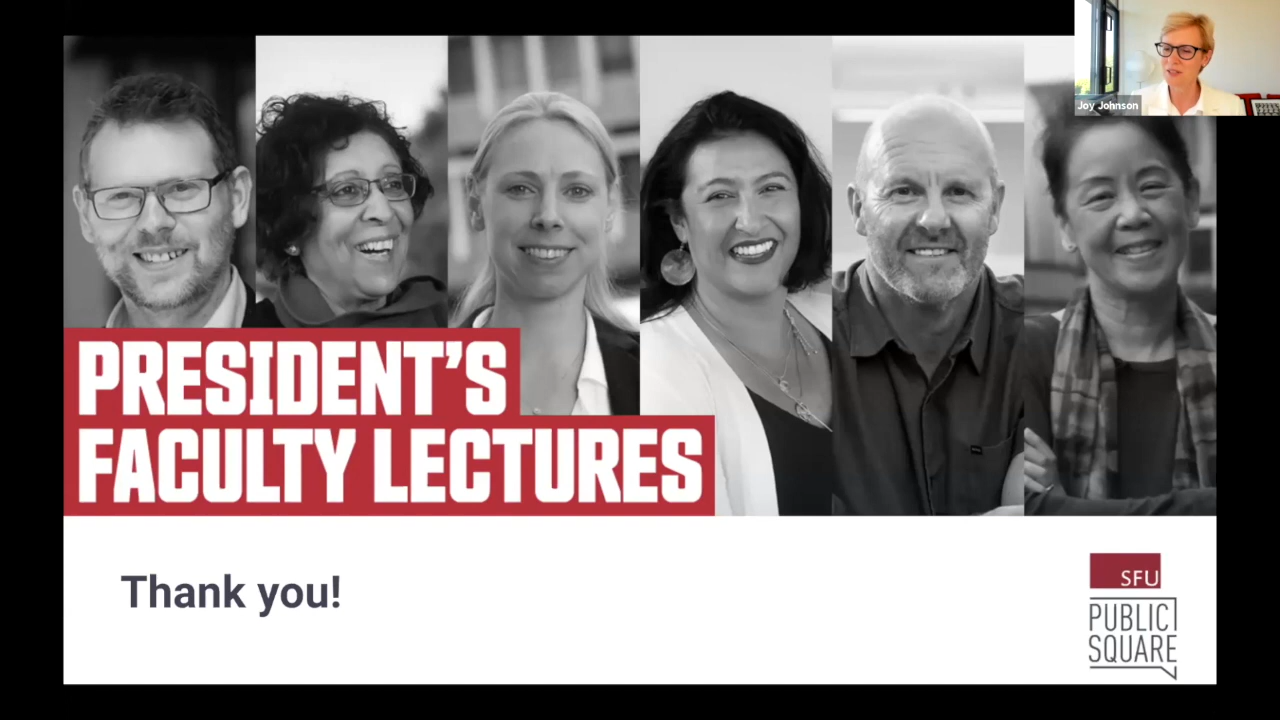 Joy Johnson
PRESIDENT'S
FACULTY LECTURES
Thank you!
SFU
PUBLIC
SQUARE